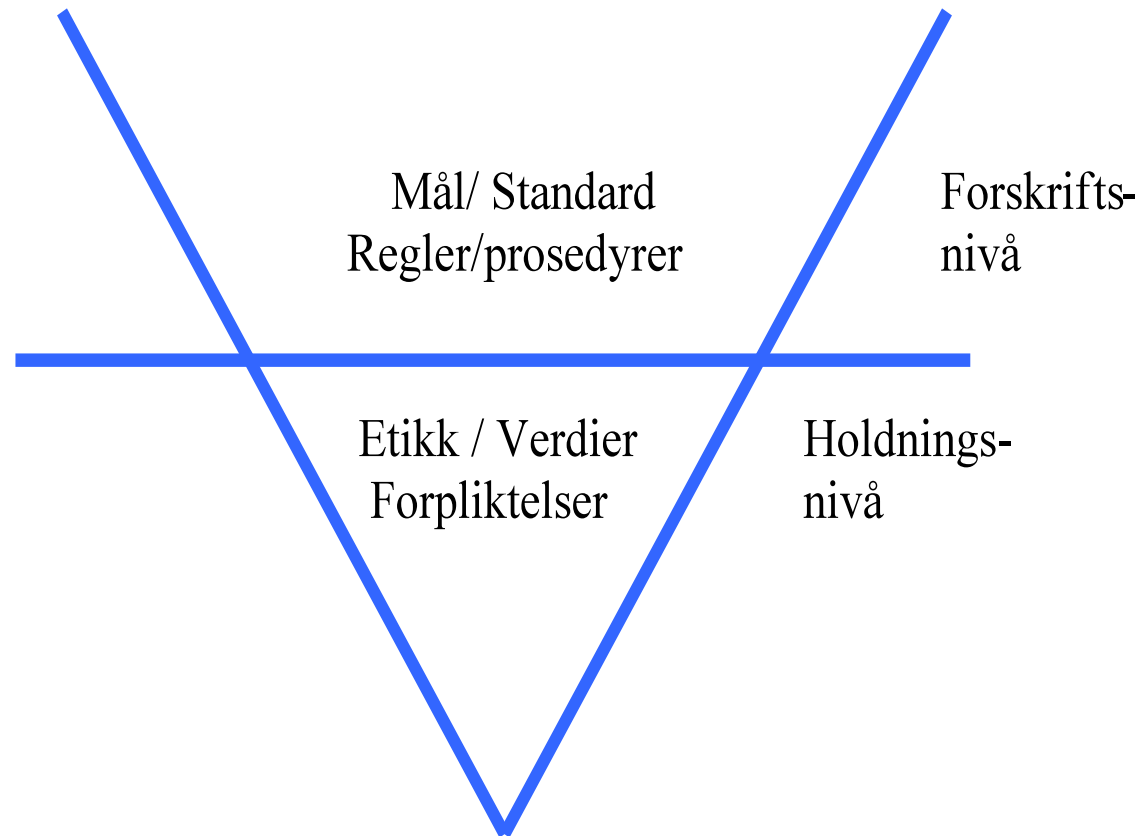 Mål/ Standard
Regler/prosedyrer
Forskrifts-
nivå
Etikk / Verdier
Forpliktelser
Holdnings-
nivå